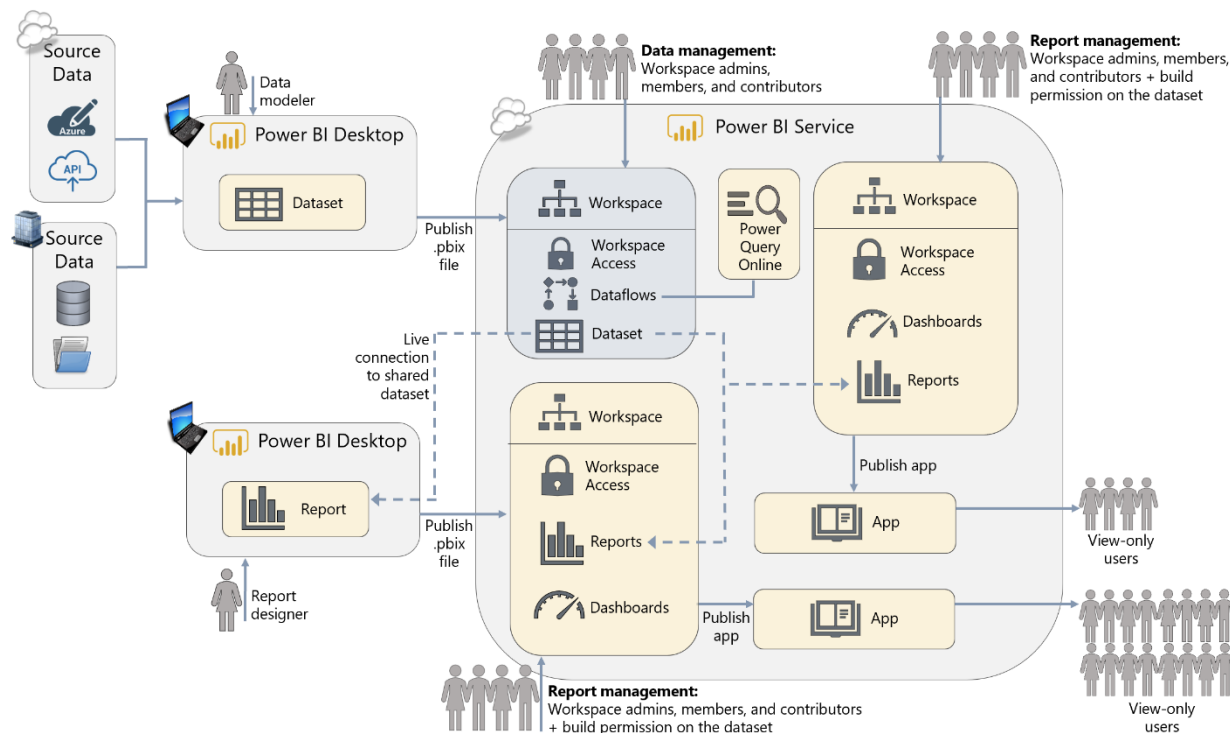 Source
Data
Azure
API
Source
Data
Data
modeler
Power BI Desktop
Dataset
Publish
.pbix
file
Data management:
Workspace admins,
members, and contributors
Report management:
Workspace admins, members,
and contributors + build
permission on the dataset
Power BI Service
Workspace
Workspace
Access
Dataflows
Dataset
Power
Query
Online
Workspace
Workspace
Access
Dashboards
Reports
Live
connection
to shared
dataset
Power BI Desktop
Report
Report
designer
Publish
.pbix
file
Workspace
Workspace
Access
Reports
Dashboards
Publish app
App
View-only
users
Publish
app
App
View-only
users
Report management:
Workspace admins, members, and contributors
+ build permission on the dataset